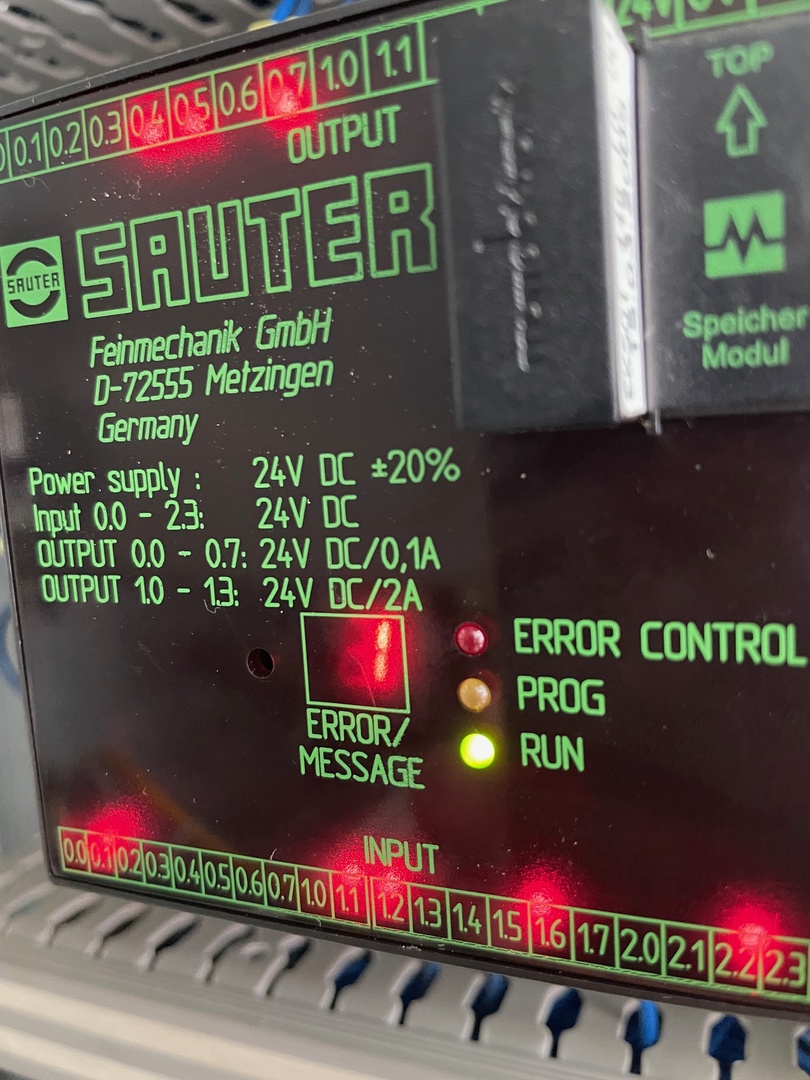 0.1 0.2 0.3 0.4 0.5 0.6 0.7 1.0 1.1
24V
OUTPUT
TOP
SAUTER
SAUTER
Speicher
Modul
Feinmechanik GmbH
D-72555 Metzingen
Germany
Power supply : 24V DC ±20%
Input 0.0 - 2.3: 24V DC
OUTPUT 0.0 - 0.7: 24V DC/0,1A
OUTPUT 1.0 - 1.3: 24V DC/2A
ERROR CONTROL
PROG
RUN
ERROR/
MESSAGE
INPUT
0.0 0.1 0.2 0.3 0.4 0.5 0.6 0.7 1.0 1.1 1.2 1.3 1.4 1.5 1.6 1.7 2.0 2.1 2.2 2.3